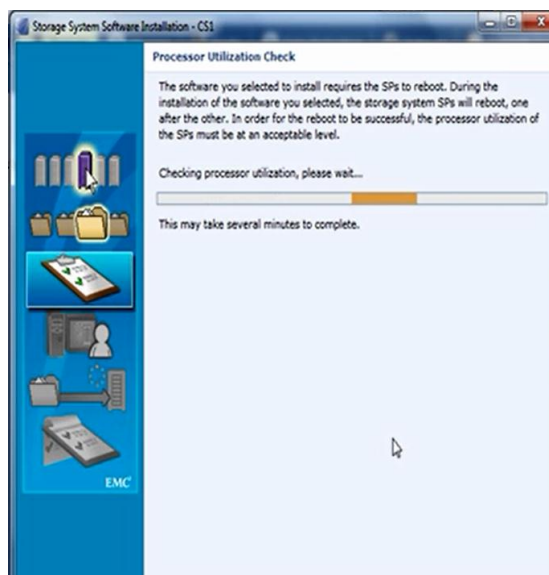 Storage System Software Installation - CS1
Processor Utilization Check
The software you selected to install requires the SPs to reboot. During the
installation of the software you selected, the storage system SPs will reboot, one
after the other. In order for the reboot to be successful, the processor utilization of
the SPs must be at an acceptable level.
Checking processor utilization, please wait...
This may take several minutes to complete.
EMC²